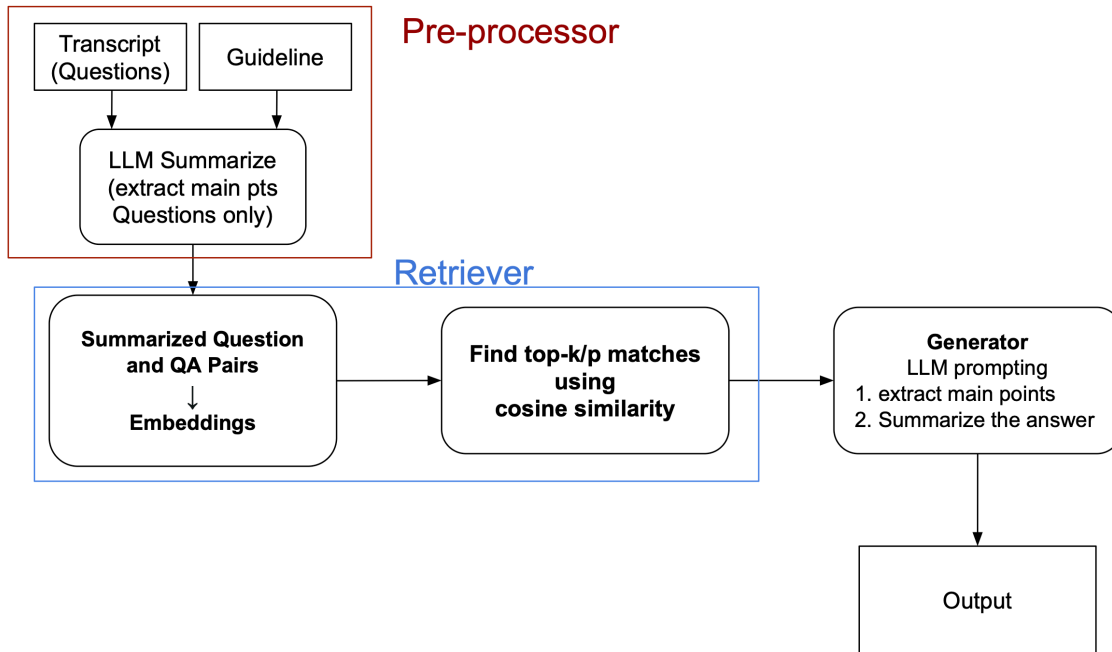 Pre-processor
Transcript
(Questions)
Guideline
LLM Summarize
(extract main pts
Questions only)
Retriever
Summarized Question
and QA Pairs
↓
Embeddings
Find top-k/p matches
using
cosine similarity
Generator
LLM prompting
1. extract main points
2. Summarize the answer
Output